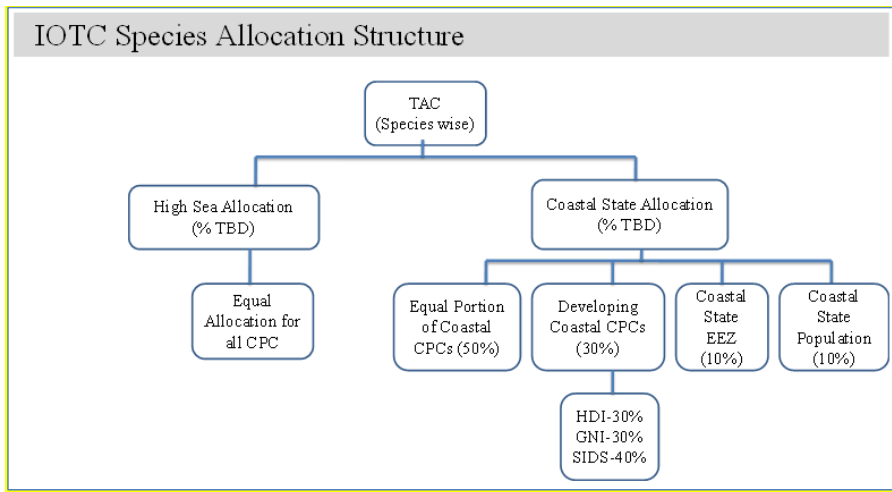 IOTC Species Allocation Structure
TAC
(Species wise)
High Sea Allocation
(% TBD)
Coastal State Allocation
(% TBD)
Equal
Allocation for
all CPC
Equal Portion
of Coastal
CPCs (50%)
Developing
Coastal CPCs
(30%)
Coastal
State
EEZ
(10%)
Coastal
State
Population
(10%)
HDI-30%
GNI-30%
SIDS-40%